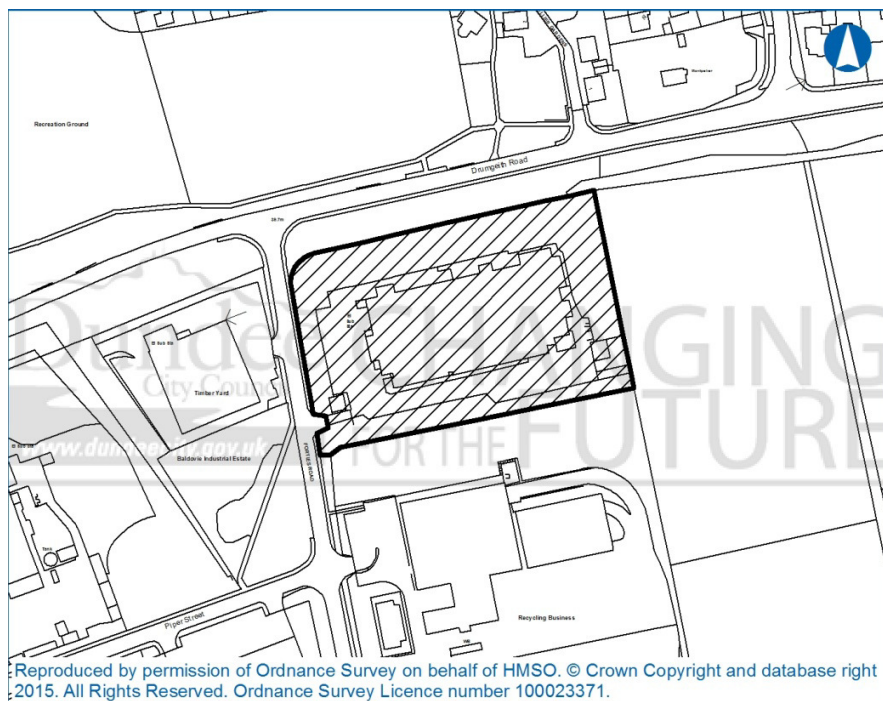 Montpelier
Recreation Ground
Drumgeith Road
Dundee
City Council
CHANGING
FOR THE FUTURE
www.dundeecity.gov.uk
Timber Yard
Baldovie Industrial Estate
Tank
Piper Street
Recycling Business
Reproduced by permission of Ordnance Survey on behalf of HMSO. © Crown Copyright and database right
2015. All Rights Reserved. Ordnance Survey Licence number 100023371.